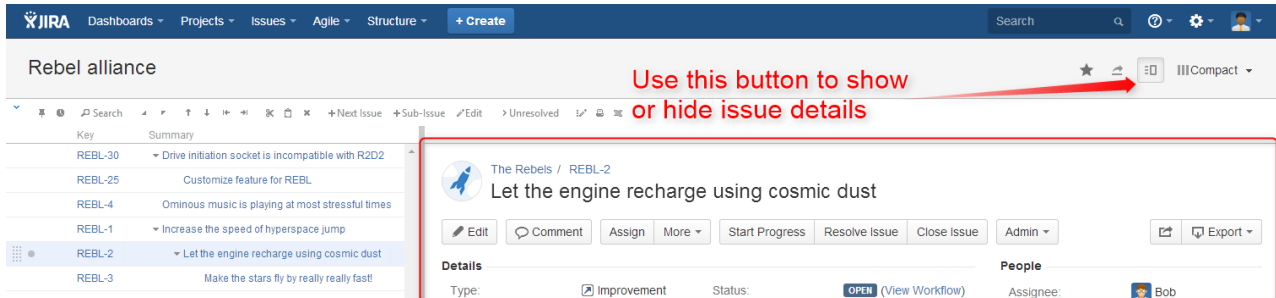 JIRA Dashboards Projects Issues Agile Structure + Create Search
Rebel alliance
Compact
Use this button to show
or hide issue details
Search +Next Issue +Sub-Issue Edit >Unresolved
Key Summary
REBL-30 Drive initiation socket is incompatible with R2D2
REBL-25 Customize feature for REBL
REBL-4 Ominous music is playing at most stressful times
REBL-1 Increase the speed of hyperspace jump
REBL-2 Let the engine recharge using cosmic dust
REBL-3 Make the stars fly by really really fast!
The Rebels / REBL-2
Let the engine recharge using cosmic dust
Edit Comment Assign More Start Progress Resolve Issue Close Issue Admin Export
Details People
Type: Improvement Status: OPEN (View Workflow) Assignee: Bob